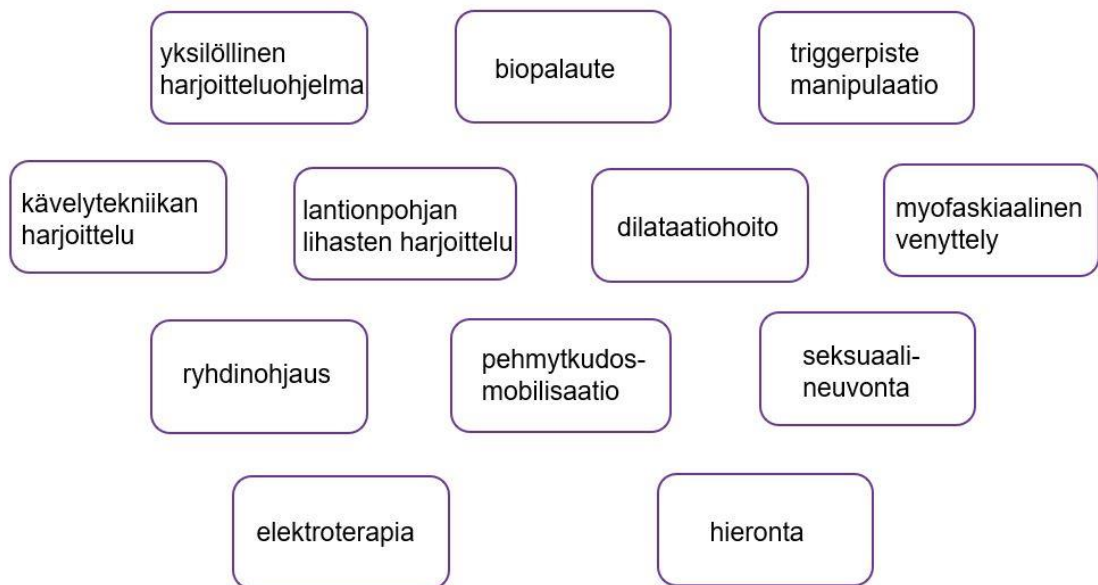 yksilöllinen
harjoitteluohjelma
biopalaute
triggerpiste
manipulaatio
kävelytekniikan
harjoittelu
lantionpohjan
lihasten harjoittelu
dilataatiohoito
myofaskiaalinen
venyttely
ryhdinohjaus
pehmytkudos-
mobilisaatio
seksuaali-
neuvonta
elektroterapia
hieronta